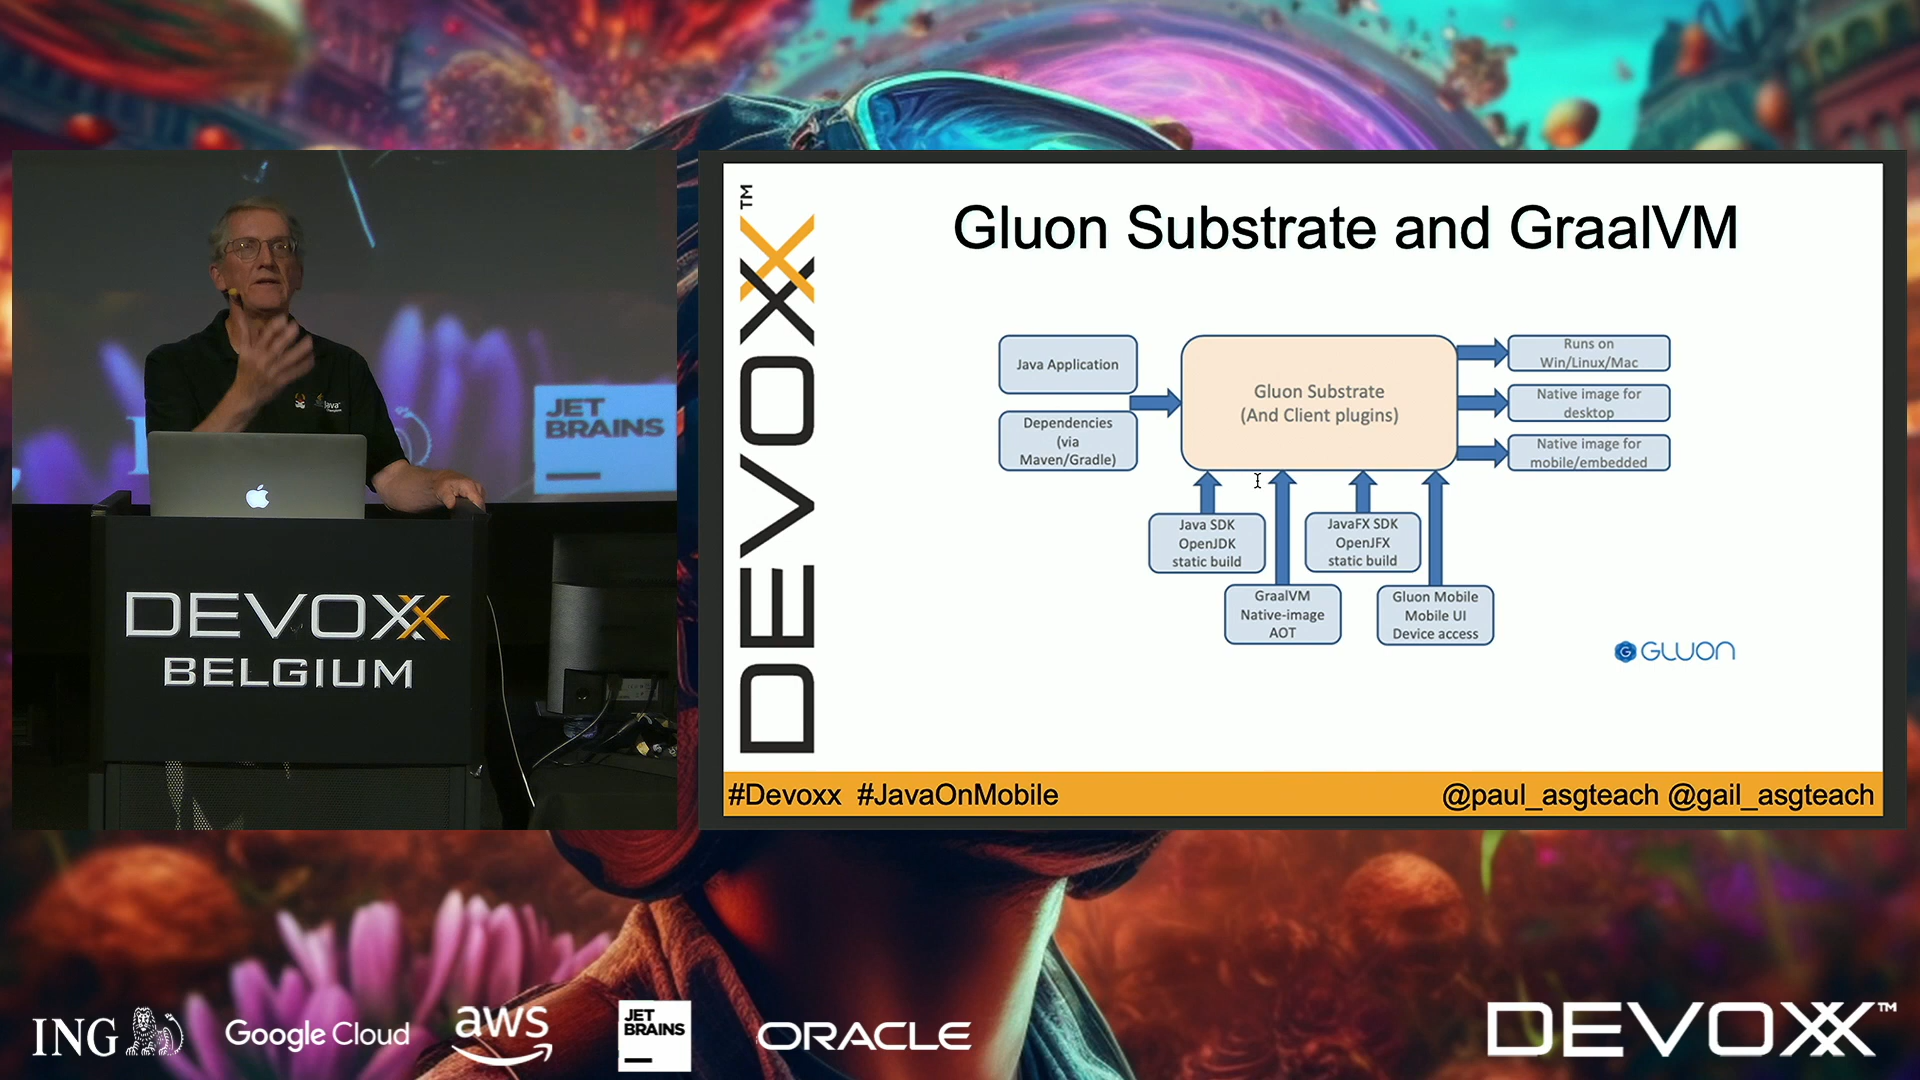 JET
BRAINS
DEVOXX
BELGIUM
Java
DEVOXX™
Gluon Substrate and GraalVM
Java Application
Dependencies
(via
Maven/Gradle)
Gluon Substrate
(And Client plugins)
Runs on
Win/Linux/Mac
Native image for
desktop
Native image for
mobile/embedded
Java SDK
OpenJDK
static build
GraalVM
Native-image
AOT
JavaFX SDK
OpenJFX
static build
Gluon Mobile
Mobile UI
Device access
G GLUON
#Devoxx #JavaOnMobile
@paul_asgteach @gail_asgteach
ING
Google Cloud
aws
JET
BRAINS
ORACLE
DEVOXX™